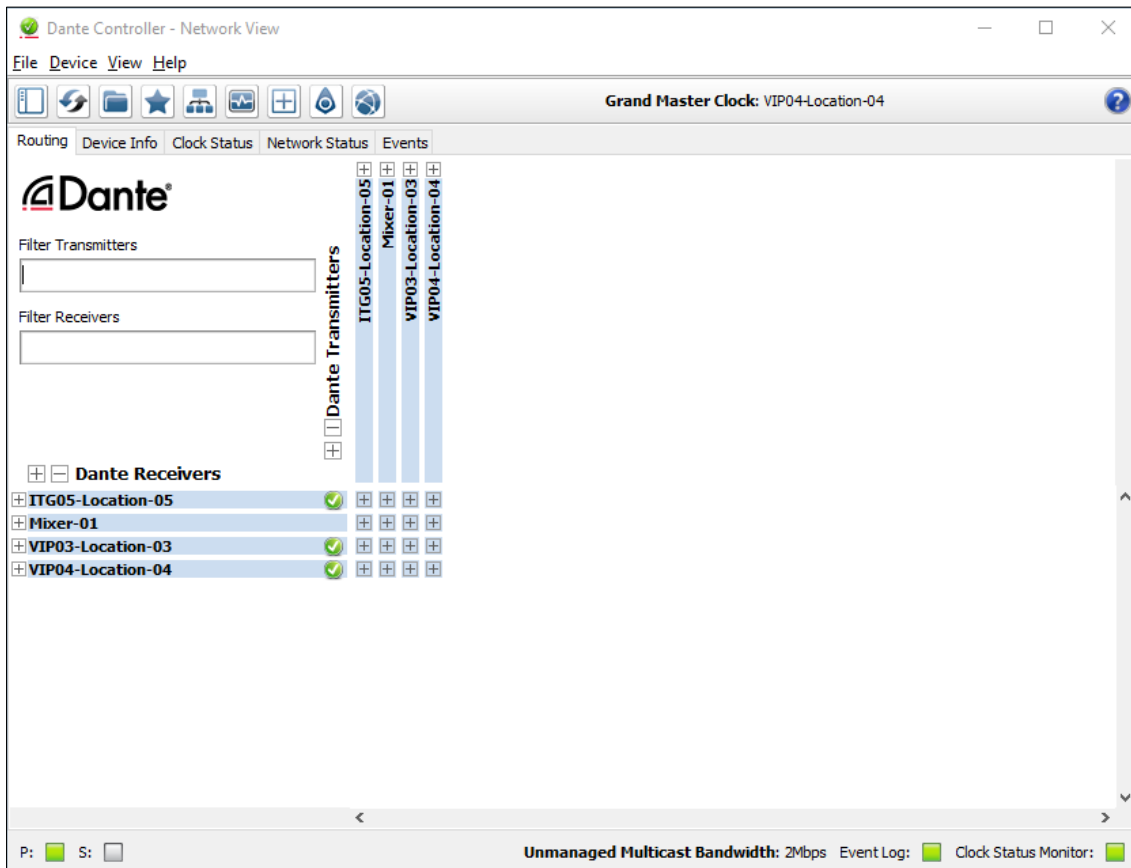 Dante Controller - Network View
File Device View Help
Grand Master Clock: VIP04-Location-04
Routing Device Info Clock Status Network Status Events
Dante®
Filter Transmitters
Filter Receivers
Dante Transmitters
ITG05-Location-05
Mixer-01
VIP03-Location-03
VIP04-Location-04
Dante Receivers
ITG05-Location-05
Mixer-01
VIP03-Location-03
VIP04-Location-04
P: S: Unmanaged Multicast Bandwidth: 2Mbps Event Log: Clock Status Monitor: